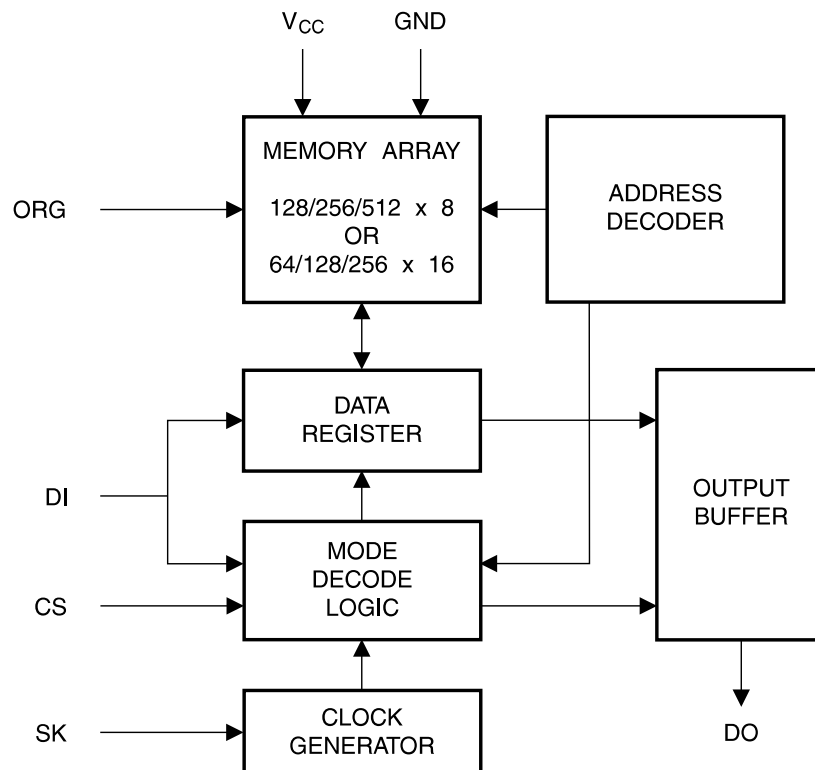 VCC
GND
MEMORY ARRAY
128/256/512 x 8
OR
64/128/256 x 16
ADDRESS
DECODER
ORG
DATA
REGISTER
DI
OUTPUT
BUFFER
MODE
DECODE
LOGIC
CS
CLOCK
GENERATOR
SK
DO